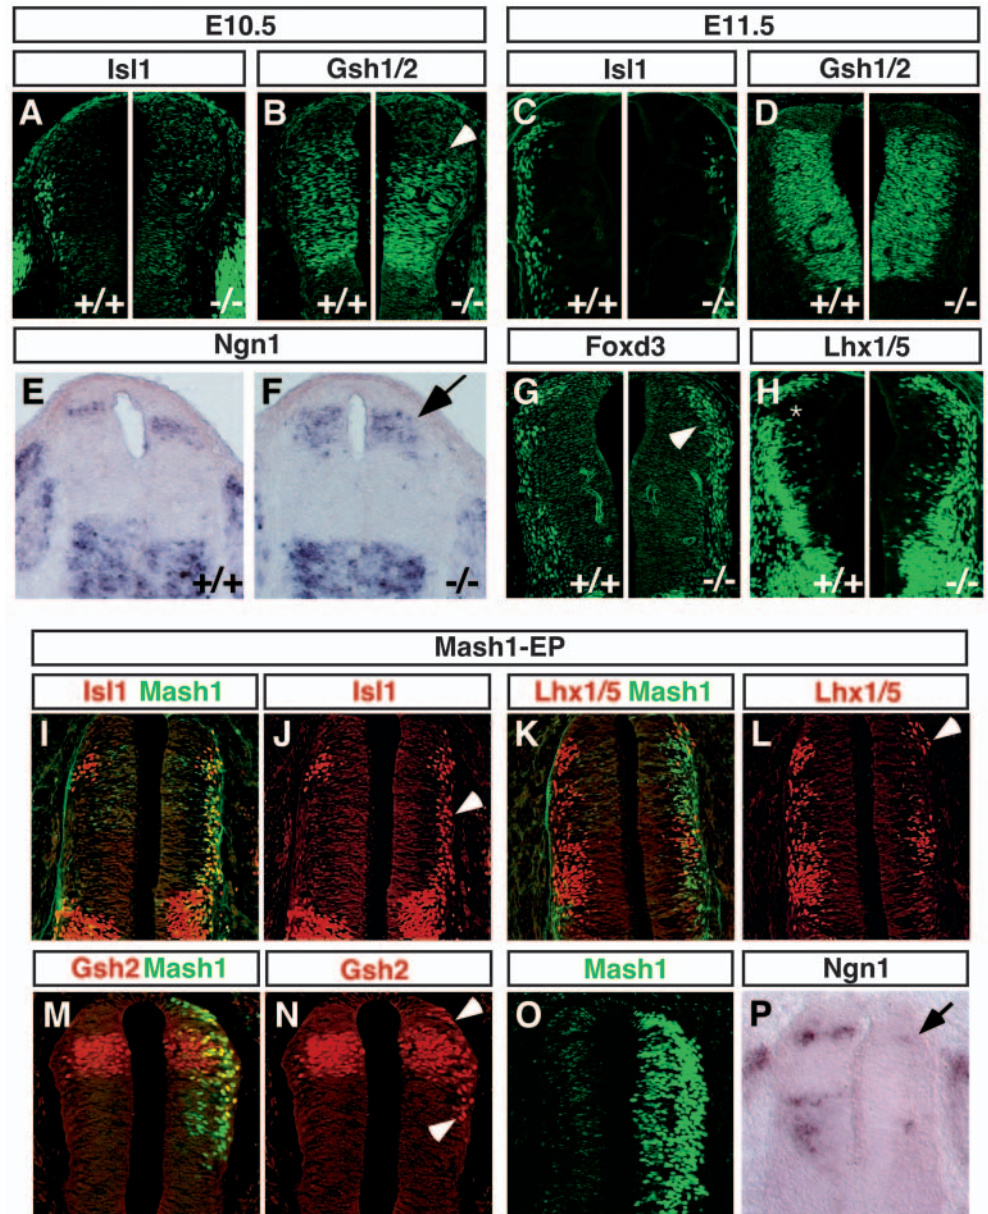 E10.5 E11.5
Isl1 Gsh1/2 Isl1 Gsh1/2
A B C D
+/+ -/- +/+ -/- +/+ -/- +/+ -/-
Ngn1 Foxd3 Lhx1/5
E F G H
*
+/+ -/- +/+ -/- +/+ -/-
Mash1-EP
Isl1 Mash1 Isl1 Lhx1/5 Mash1 Lhx1/5
I J K L
Gsh2 Mash1 Gsh2 Mash1 Ngn1
M N O P